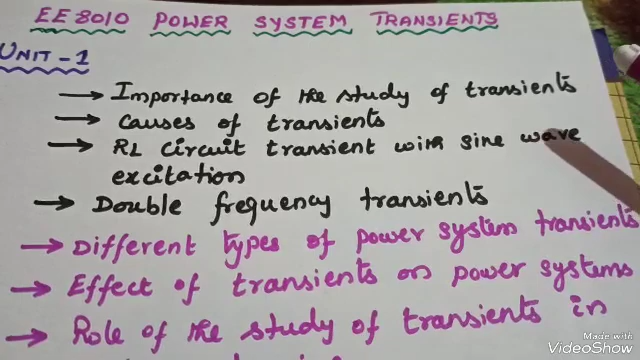 EE8010 POWER SYSTEM TRANSIENTS
UNIT-1
→ Importance of the study of transients
→ causes of transients
→ RL circuit transient with sine wave
excitation
→ Double frequency transients
→ Different types of power system transients
→ Effect of transients on power systems
→ Role of the study of transients in
Made with
VideoShow